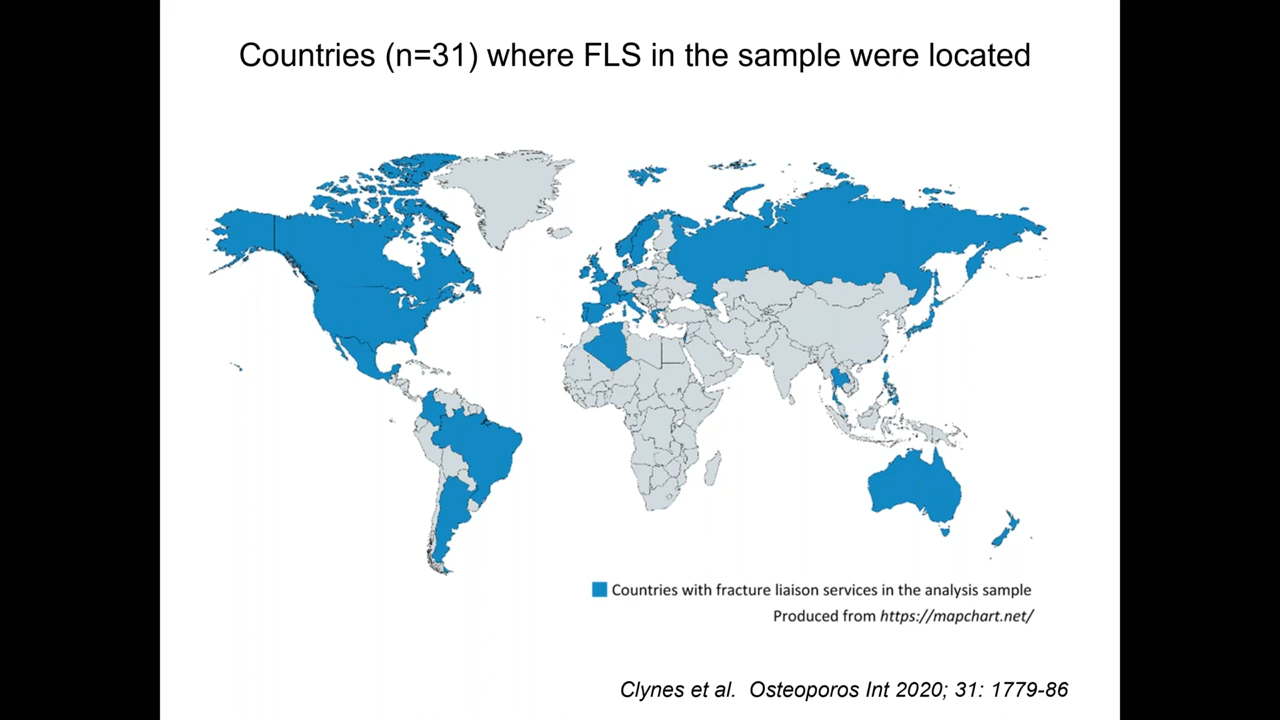 Countries (n=31) where FLS in the sample were located
Countries with fracture liaison services in the analysis sample
Produced from https://mapchart.net/
Clynes et al. Osteoporos Int 2020; 31: 1779-86